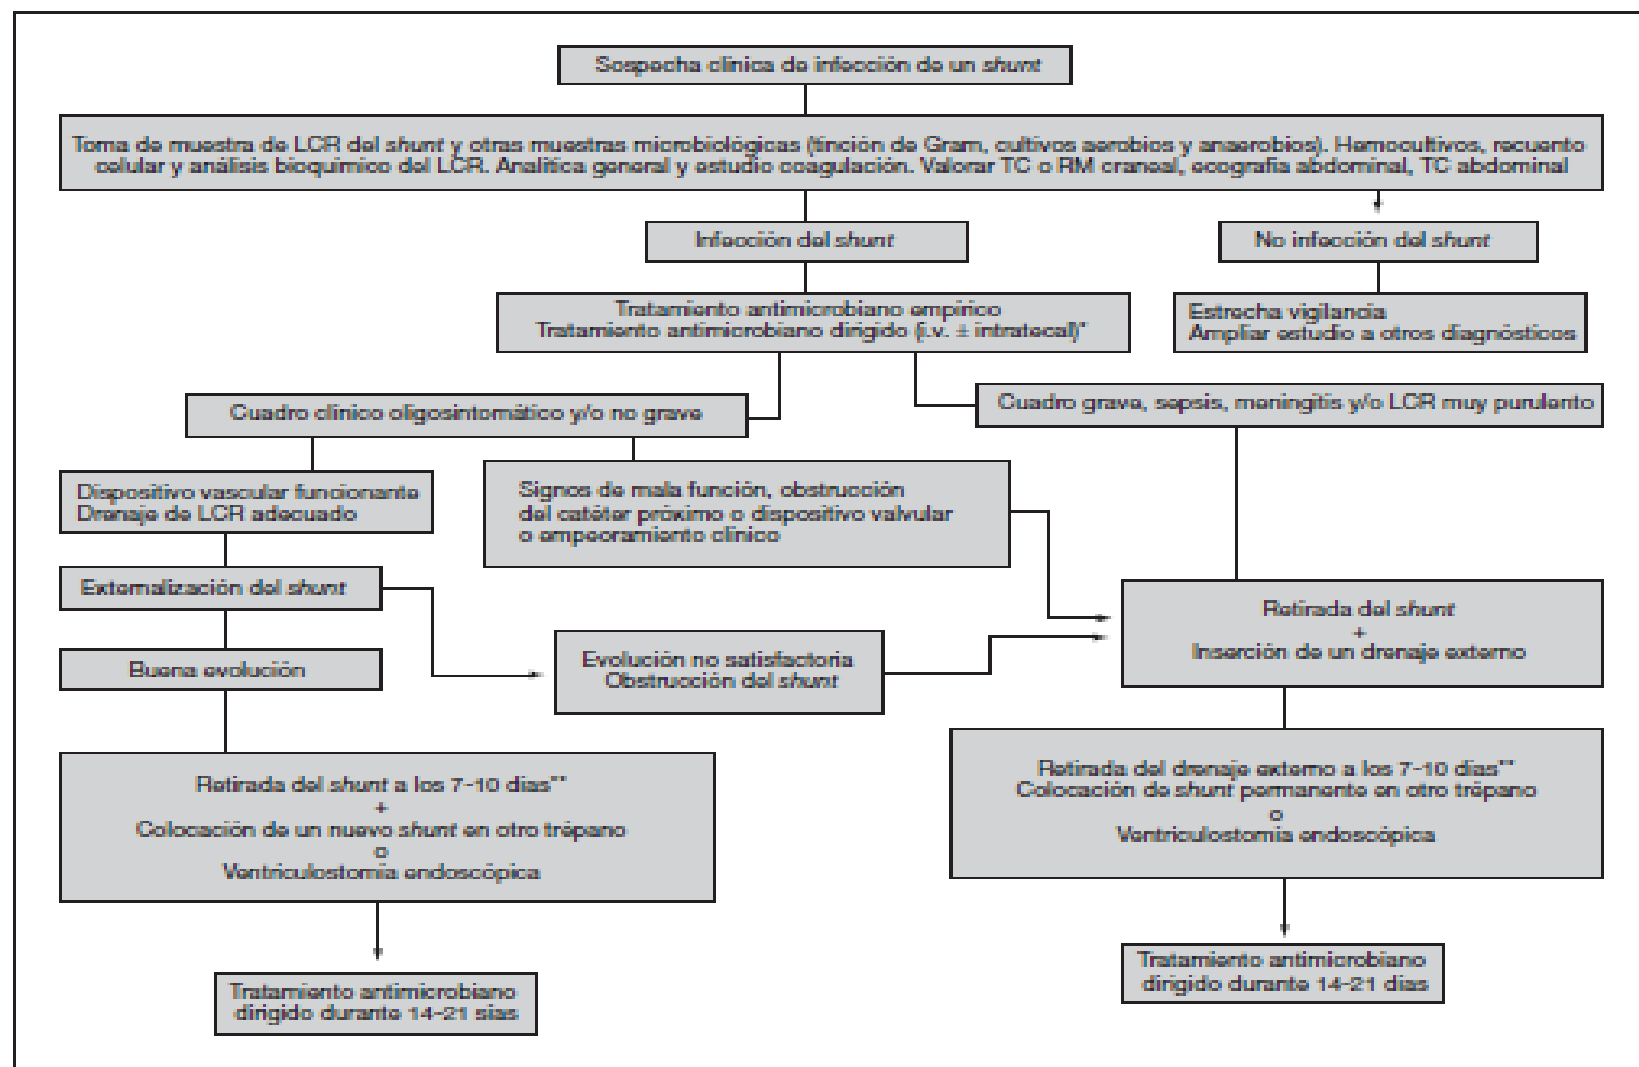 Sospecha clínica de infección de un shunt
Toma de muestra de LCR del shunt y otras muestras microbiológicas (tinción de Gram, cultivos aerobios y anaerobios). Hemocultivos, recuento
celular y análisis bioquímico del LCR. Analítica general y estudio coagulación. Valorar TC o RM craneal, ecografía abdominal, TC abdominal
Infección del shunt
No infección del shunt
Tratamiento antimicrobiano empírico
Tratamiento antimicrobiano dirigido (i.v. ± intratecal)*
Estrecha vigilancia
Ampliar estudio a otros diagnósticos
Cuadro clínico oligosintomático y/o no grave
Cuadro grave, sepsis, meningitis y/o LCR muy purulento
Dispositivo vascular funcionante
Drenaje de LCR adecuado
Signos de mala función, obstrucción
del catéter próximo o dispositivo valvular
o empeoramiento clínico
Externalización del shunt
Buena evolución
Evolución no satisfactoria
Obstrucción del shunt
Retirada del shunt
+
Inserción de un drenaje externo
Retirada del shunt a los 7-10 días**
+
Colocación de un nuevo shunt en otro trépano
o
Ventriculostomía endoscópica
Retirada del drenaje externo a los 7-10 días**
Colocación de shunt permanente en otro trépano
o
Ventriculostomía endoscópica
Tratamiento antimicrobiano
dirigido durante 14-21 sías
Tratamiento antimicrobiano
dirigido durante 14-21 días